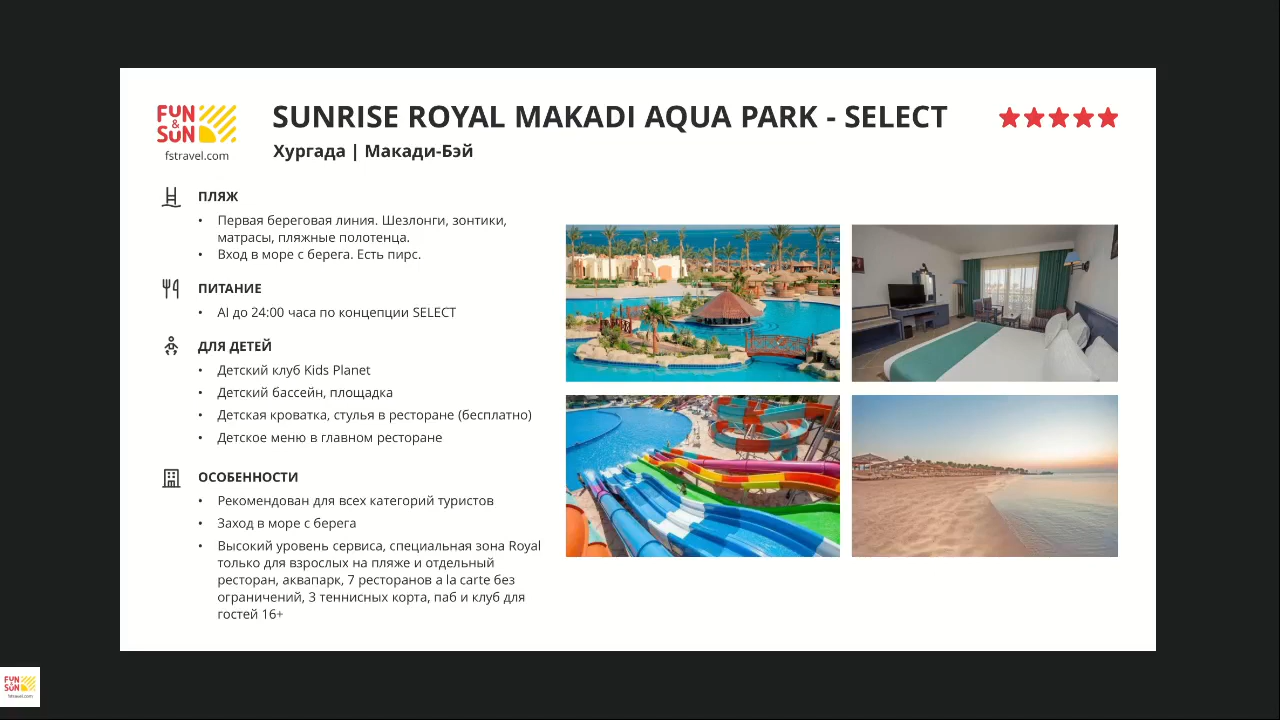 FUN
&
SUN
fstravel.com
SUNRISE ROYAL MAKADI AQUA PARK - SELECT
Хургада | Макади-Бэй
ПЛЯЖ
• Первая береговая линия. Шезлонги, зонтики,
матрасы, пляжные полотенца.
• Вход в море с берега. Есть пирс.
ПИТАНИЕ
• AI до 24:00 часа по концепции SELECT
ДЛЯ ДЕТЕЙ
• Детский клуб Kids Planet
• Детский бассейн, площадка
• Детская кроватка, стулья в ресторане (бесплатно)
• Детское меню в главном ресторане
ОСОБЕННОСТИ
• Рекомендован для всех категорий туристов
• Заход в море с берега
• Высокий уровень сервиса, специальная зона Royal
только для взрослых на пляже и отдельный
ресторан, аквапарк, 7 ресторанов a la carte без
ограничений, 3 теннисных корта, паб и клуб для
гостей 16+
FUN
&
SUN
fstravel.com